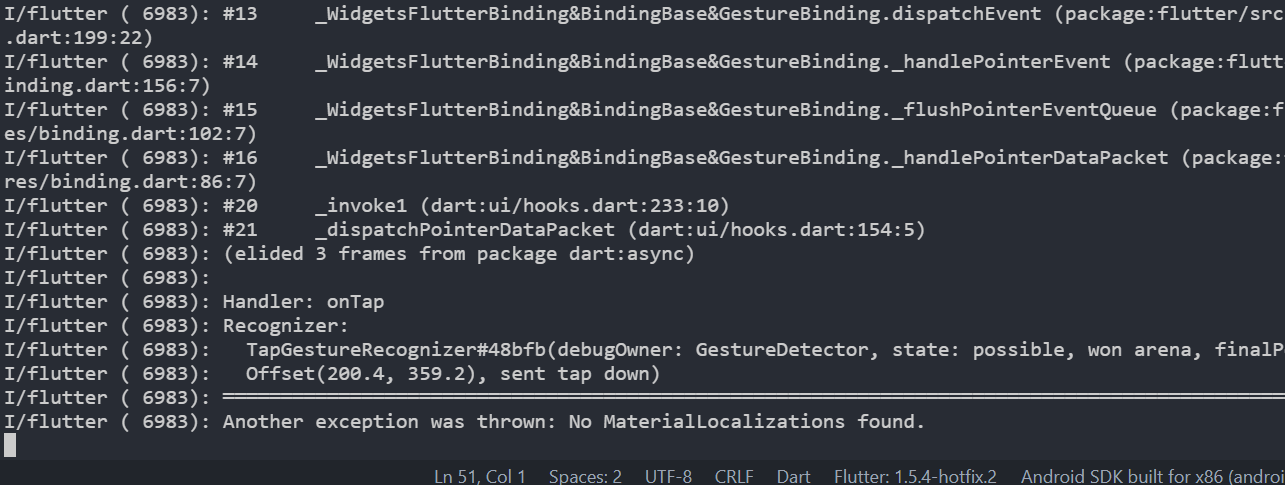 I/flutter ( 6983): #13     _WidgetsFlutterBinding&BindingBase&GestureBinding.dispatchEvent (package:flutter/src
.dart:199:22)
I/flutter ( 6983): #14     _WidgetsFlutterBinding&BindingBase&GestureBinding._handlePointerEvent (package:flutt
inding.dart:156:7)
I/flutter ( 6983): #15     _WidgetsFlutterBinding&BindingBase&GestureBinding._flushPointerEventQueue (package:f
es/binding.dart:102:7)
I/flutter ( 6983): #16     _WidgetsFlutterBinding&BindingBase&GestureBinding._handlePointerDataPacket (package:
res/binding.dart:86:7)
I/flutter ( 6983): #20     _invoke1 (dart:ui/hooks.dart:233:10)
I/flutter ( 6983): #21     _dispatchPointerDataPacket (dart:ui/hooks.dart:154:5)
I/flutter ( 6983): (elided 3 frames from package dart:async)
I/flutter ( 6983):
I/flutter ( 6983): Handler: onTap
I/flutter ( 6983): Recognizer:
I/flutter ( 6983):   TapGestureRecognizer#48bfb(debugOwner: GestureDetector, state: possible, won arena, finalP
I/flutter ( 6983):   Offset(200.4, 359.2), sent tap down)
I/flutter ( 6983): ════════════════════════════════════════════════════════════════════════════════════════════
I/flutter ( 6983): Another exception was thrown: No MaterialLocalizations found.
Ln 51, Col 1 Spaces: 2 UTF-8 CRLF Dart Flutter: 1.5.4-hotfix.2 Android SDK built for x86 (androi